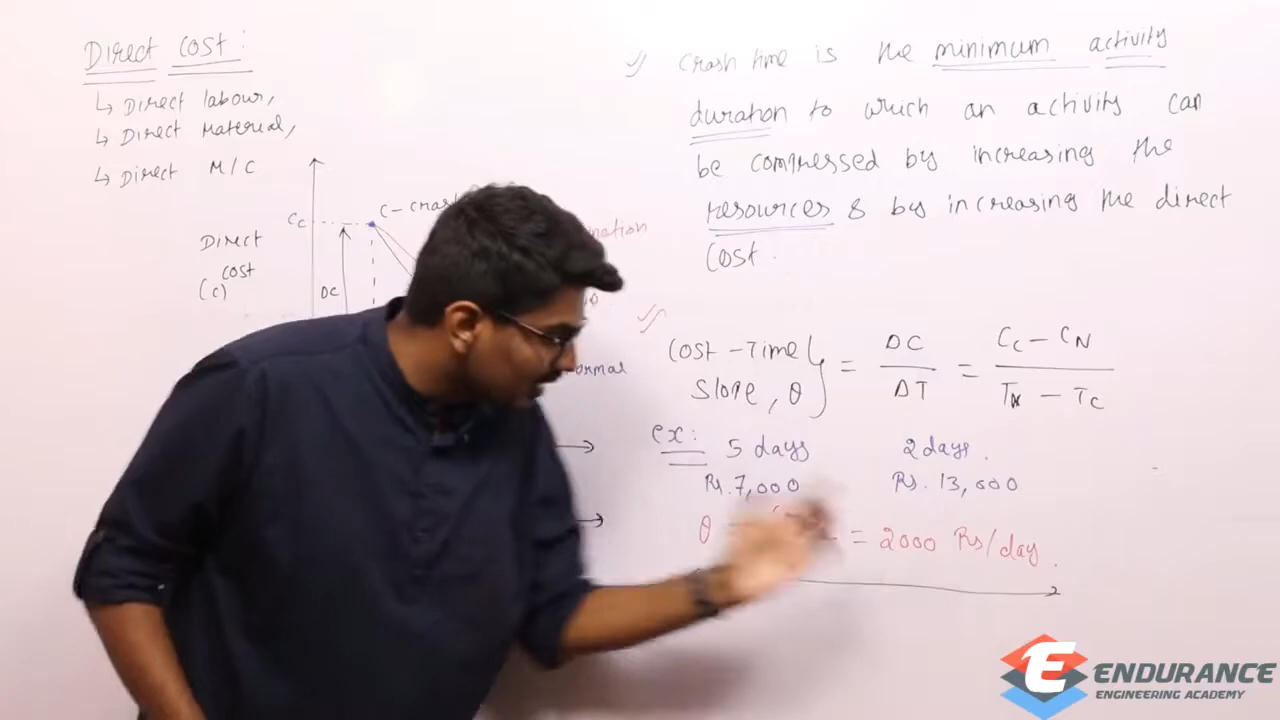 Direct Cost:
↳ Direct labour,
↳ Direct Material,
↳ Direct M/C
C - crash
Cc
Direct
Cost
(C)
DC
✓ Crash time is the minimum activity
duration to which an activity can
be compressed by increasing the
resources & by increasing the direct
Cost.
Cost - Time
Slope, θ } = DC / DT = Cc - CN / TN - Tc
ex: 5 days 2 days.
Rs. 7,000 Rs. 13,000
θ = 2000 Rs/day.
ENDURANCE
ENGINEERING ACADEMY